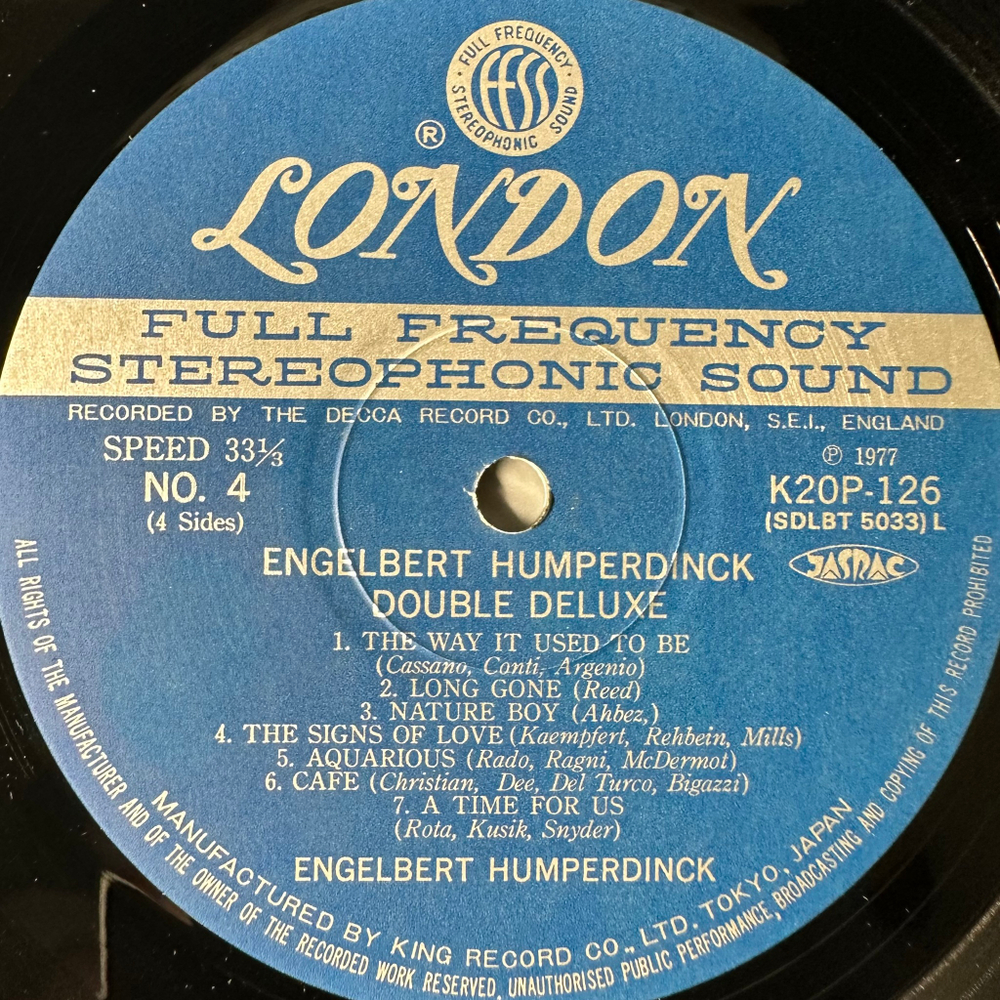 FULL FREQUENCY
ffss
STEREOPHONIC SOUND
®
LONDON
FULL FREQUENCY
STEREOPHONIC SOUND
RECORDED BY THE DECCA RECORD CO., LTD. LONDON, S.E.I., ENGLAND
SPEED 33⅓
NO. 4
(4 Sides)
℗ 1977
K20P-126
(SDLBT 5033) L
JASRAC
ENGELBERT HUMPERDINCK
DOUBLE DELUXE
1. THE WAY IT USED TO BE
(Cassano, Conti, Argenio)
2. LONG GONE (Reed)
3. NATURE BOY (Ahbez,)
4. THE SIGNS OF LOVE (Kaempfert, Rehbein, Mills)
5. AQUARIOUS (Rado, Ragni, McDermot)
6. CAFE (Christian, Dee, Del Turco, Bigazzi)
7. A TIME FOR US
(Rota, Kusik, Snyder)
ENGELBERT HUMPERDINCK
MANUFACTURED BY KING RECORD CO., LTD. TOKYO, JAPAN
ALL RIGHTS OF THE MANUFACTURER AND OF THE OWNER OF THE RECORDED WORK RESERVED, UNAUTHORISED PUBLIC PERFORMANCE, BROADCASTING AND COPYING OF THIS RECORD PROHIBITED